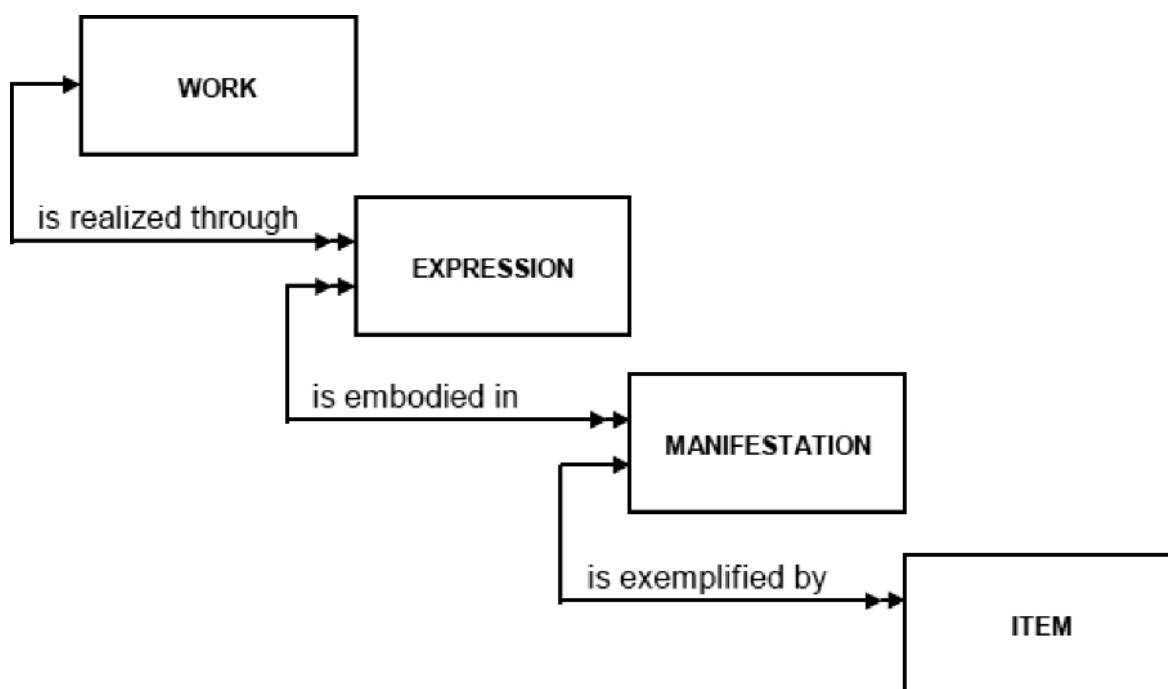 WORK
is realized through
EXPRESSION
is embodied in
MANIFESTATION
is exemplified by
ITEM